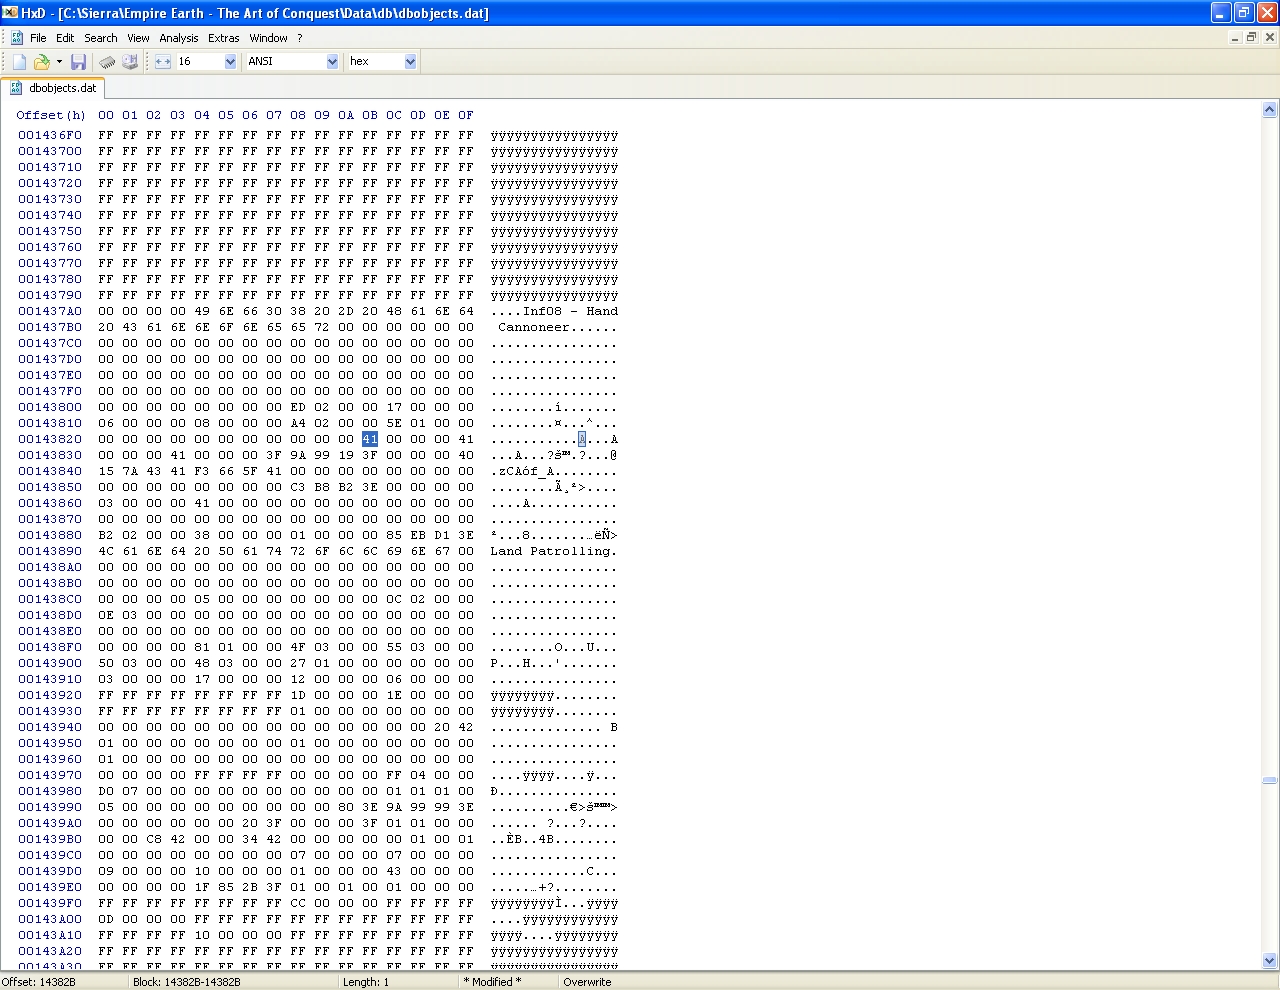 HxD - [C:\Sierra\Empire Earth - The Art of Conquest\Data\db\dbobjects.dat]
File Edit Search View Analysis Extras Window ?
16 ANSI hex
dbobjects.dat
Offset(h) 00 01 02 03 04 05 06 07 08 09 0A 0B 0C 0D 0E 0F
001436F0 FF FF FF FF FF FF FF FF FF FF FF FF FF FF FF FF ÿÿÿÿÿÿÿÿÿÿÿÿÿÿÿÿ
00143700 FF FF FF FF FF FF FF FF FF FF FF FF FF FF FF FF ÿÿÿÿÿÿÿÿÿÿÿÿÿÿÿÿ
00143710 FF FF FF FF FF FF FF FF FF FF FF FF FF FF FF FF ÿÿÿÿÿÿÿÿÿÿÿÿÿÿÿÿ
00143720 FF FF FF FF FF FF FF FF FF FF FF FF FF FF FF FF ÿÿÿÿÿÿÿÿÿÿÿÿÿÿÿÿ
00143730 FF FF FF FF FF FF FF FF FF FF FF FF FF FF FF FF ÿÿÿÿÿÿÿÿÿÿÿÿÿÿÿÿ
00143740 FF FF FF FF FF FF FF FF FF FF FF FF FF FF FF FF ÿÿÿÿÿÿÿÿÿÿÿÿÿÿÿÿ
00143750 FF FF FF FF FF FF FF FF FF FF FF FF FF FF FF FF ÿÿÿÿÿÿÿÿÿÿÿÿÿÿÿÿ
00143760 FF FF FF FF FF FF FF FF FF FF FF FF FF FF FF FF ÿÿÿÿÿÿÿÿÿÿÿÿÿÿÿÿ
00143770 FF FF FF FF FF FF FF FF FF FF FF FF FF FF FF FF ÿÿÿÿÿÿÿÿÿÿÿÿÿÿÿÿ
00143780 FF FF FF FF FF FF FF FF FF FF FF FF FF FF FF FF ÿÿÿÿÿÿÿÿÿÿÿÿÿÿÿÿ
00143790 FF FF FF FF FF FF FF FF FF FF FF FF FF FF FF FF ÿÿÿÿÿÿÿÿÿÿÿÿÿÿÿÿ
001437A0 00 00 00 00 49 6E 66 30 38 20 2D 20 48 61 6E 64 ....Inf08 - Hand
001437B0 20 43 61 6E 6E 6F 6E 65 65 72 00 00 00 00 00 00 Cannoneer......
001437C0 00 00 00 00 00 00 00 00 00 00 00 00 00 00 00 00 ................
001437D0 00 00 00 00 00 00 00 00 00 00 00 00 00 00 00 00 ................
001437E0 00 00 00 00 00 00 00 00 00 00 00 00 00 00 00 00 ................
001437F0 00 00 00 00 00 00 00 00 00 00 00 00 00 00 00 00 ................
00143800 00 00 00 00 00 00 00 00 ED 02 00 00 17 00 00 00 ........í.......
00143810 06 00 00 00 08 00 00 00 A4 02 00 00 5E 01 00 00 ........¤...^...
00143820 00 00 00 00 00 00 00 00 00 00 00 41 00 00 00 41 ...........A...A
00143830 00 00 00 41 00 00 00 3F 9A 99 19 3F 00 00 00 40 ...A...?š™.?...@
00143840 15 7A 43 41 F3 66 5F 41 00 00 00 00 00 00 00 00 .zCAóf_A........
00143850 00 00 00 00 00 00 00 00 C3 B8 B2 3E 00 00 00 00 ........Ã¸²>....
00143860 03 00 00 00 41 00 00 00 00 00 00 00 00 00 00 00 ....A...........
00143870 00 00 00 00 00 00 00 00 00 00 00 00 00 00 00 00 ................
00143880 B2 02 00 00 38 00 00 00 01 00 00 00 85 EB D1 3E ²...8.......…ëÑ>
00143890 4C 61 6E 64 20 50 61 74 72 6F 6C 6C 69 6E 67 00 Land Patrolling.
001438A0 00 00 00 00 00 00 00 00 00 00 00 00 00 00 00 00 ................
001438B0 00 00 00 00 00 00 00 00 00 00 00 00 00 00 00 00 ................
001438C0 00 00 00 00 05 00 00 00 00 00 00 00 0C 02 00 00 ................
001438D0 0E 03 00 00 00 00 00 00 00 00 00 00 00 00 00 00 ................
001438E0 00 00 00 00 00 00 00 00 00 00 00 00 00 00 00 00 ................
001438F0 00 00 00 00 81 01 00 00 4F 03 00 00 55 03 00 00 ........O...U...
00143900 50 03 00 00 48 03 00 00 27 01 00 00 00 00 00 00 P...H...'.......
00143910 03 00 00 00 17 00 00 00 12 00 00 00 06 00 00 00 ................
00143920 FF FF FF FF FF FF FF FF 1D 00 00 00 1E 00 00 00 ÿÿÿÿÿÿÿÿ........
00143930 FF FF FF FF FF FF FF FF 01 00 00 00 00 00 00 00 ÿÿÿÿÿÿÿÿ........
00143940 00 00 00 00 00 00 00 00 00 00 00 00 00 00 20 42 .............. B
00143950 01 00 00 00 00 00 00 00 01 00 00 00 00 00 00 00 ................
00143960 01 00 00 00 00 00 00 00 00 00 00 00 00 00 00 00 ................
00143970 00 00 00 00 FF FF FF FF 00 00 00 00 FF 04 00 00 ....ÿÿÿÿ....ÿ...
00143980 D0 07 00 00 00 00 00 00 00 00 00 00 01 01 01 00 Ð...............
00143990 05 00 00 00 00 00 00 00 00 00 80 3E 9A 99 99 3E ..........€>š™™>
001439A0 00 00 00 00 00 00 20 3F 00 00 00 3F 01 01 00 00 ...... ?...?....
001439B0 00 00 C8 42 00 00 34 42 00 00 00 00 00 01 00 01 ..ÈB..4B........
001439C0 00 00 00 00 00 00 00 00 07 00 00 00 07 00 00 00 ................
001439D0 09 00 00 00 10 00 00 00 01 00 00 00 43 00 00 00 ............C...
001439E0 00 00 00 00 1F 85 2B 3F 01 00 01 00 01 00 00 00 .....…+?........
001439F0 FF FF FF FF FF FF FF FF CC 00 00 00 FF FF FF FF ÿÿÿÿÿÿÿÿÌ...ÿÿÿÿ
00143A00 0D 00 00 00 FF FF FF FF FF FF FF FF FF FF FF FF ....ÿÿÿÿÿÿÿÿÿÿÿÿ
00143A10 FF FF FF FF 10 00 00 00 FF FF FF FF FF FF FF FF ÿÿÿÿ....ÿÿÿÿÿÿÿÿ
00143A20 FF FF FF FF FF FF FF FF FF FF FF FF FF FF FF FF ÿÿÿÿÿÿÿÿÿÿÿÿÿÿÿÿ
00143A30 FF FF FF FF FF FF FF FF FF FF FF FF FF FF FF FF ÿÿÿÿÿÿÿÿÿÿÿÿÿÿÿÿ
Offset: 14382B Block: 14382B-14382B Length: 1 * Modified * Overwrite